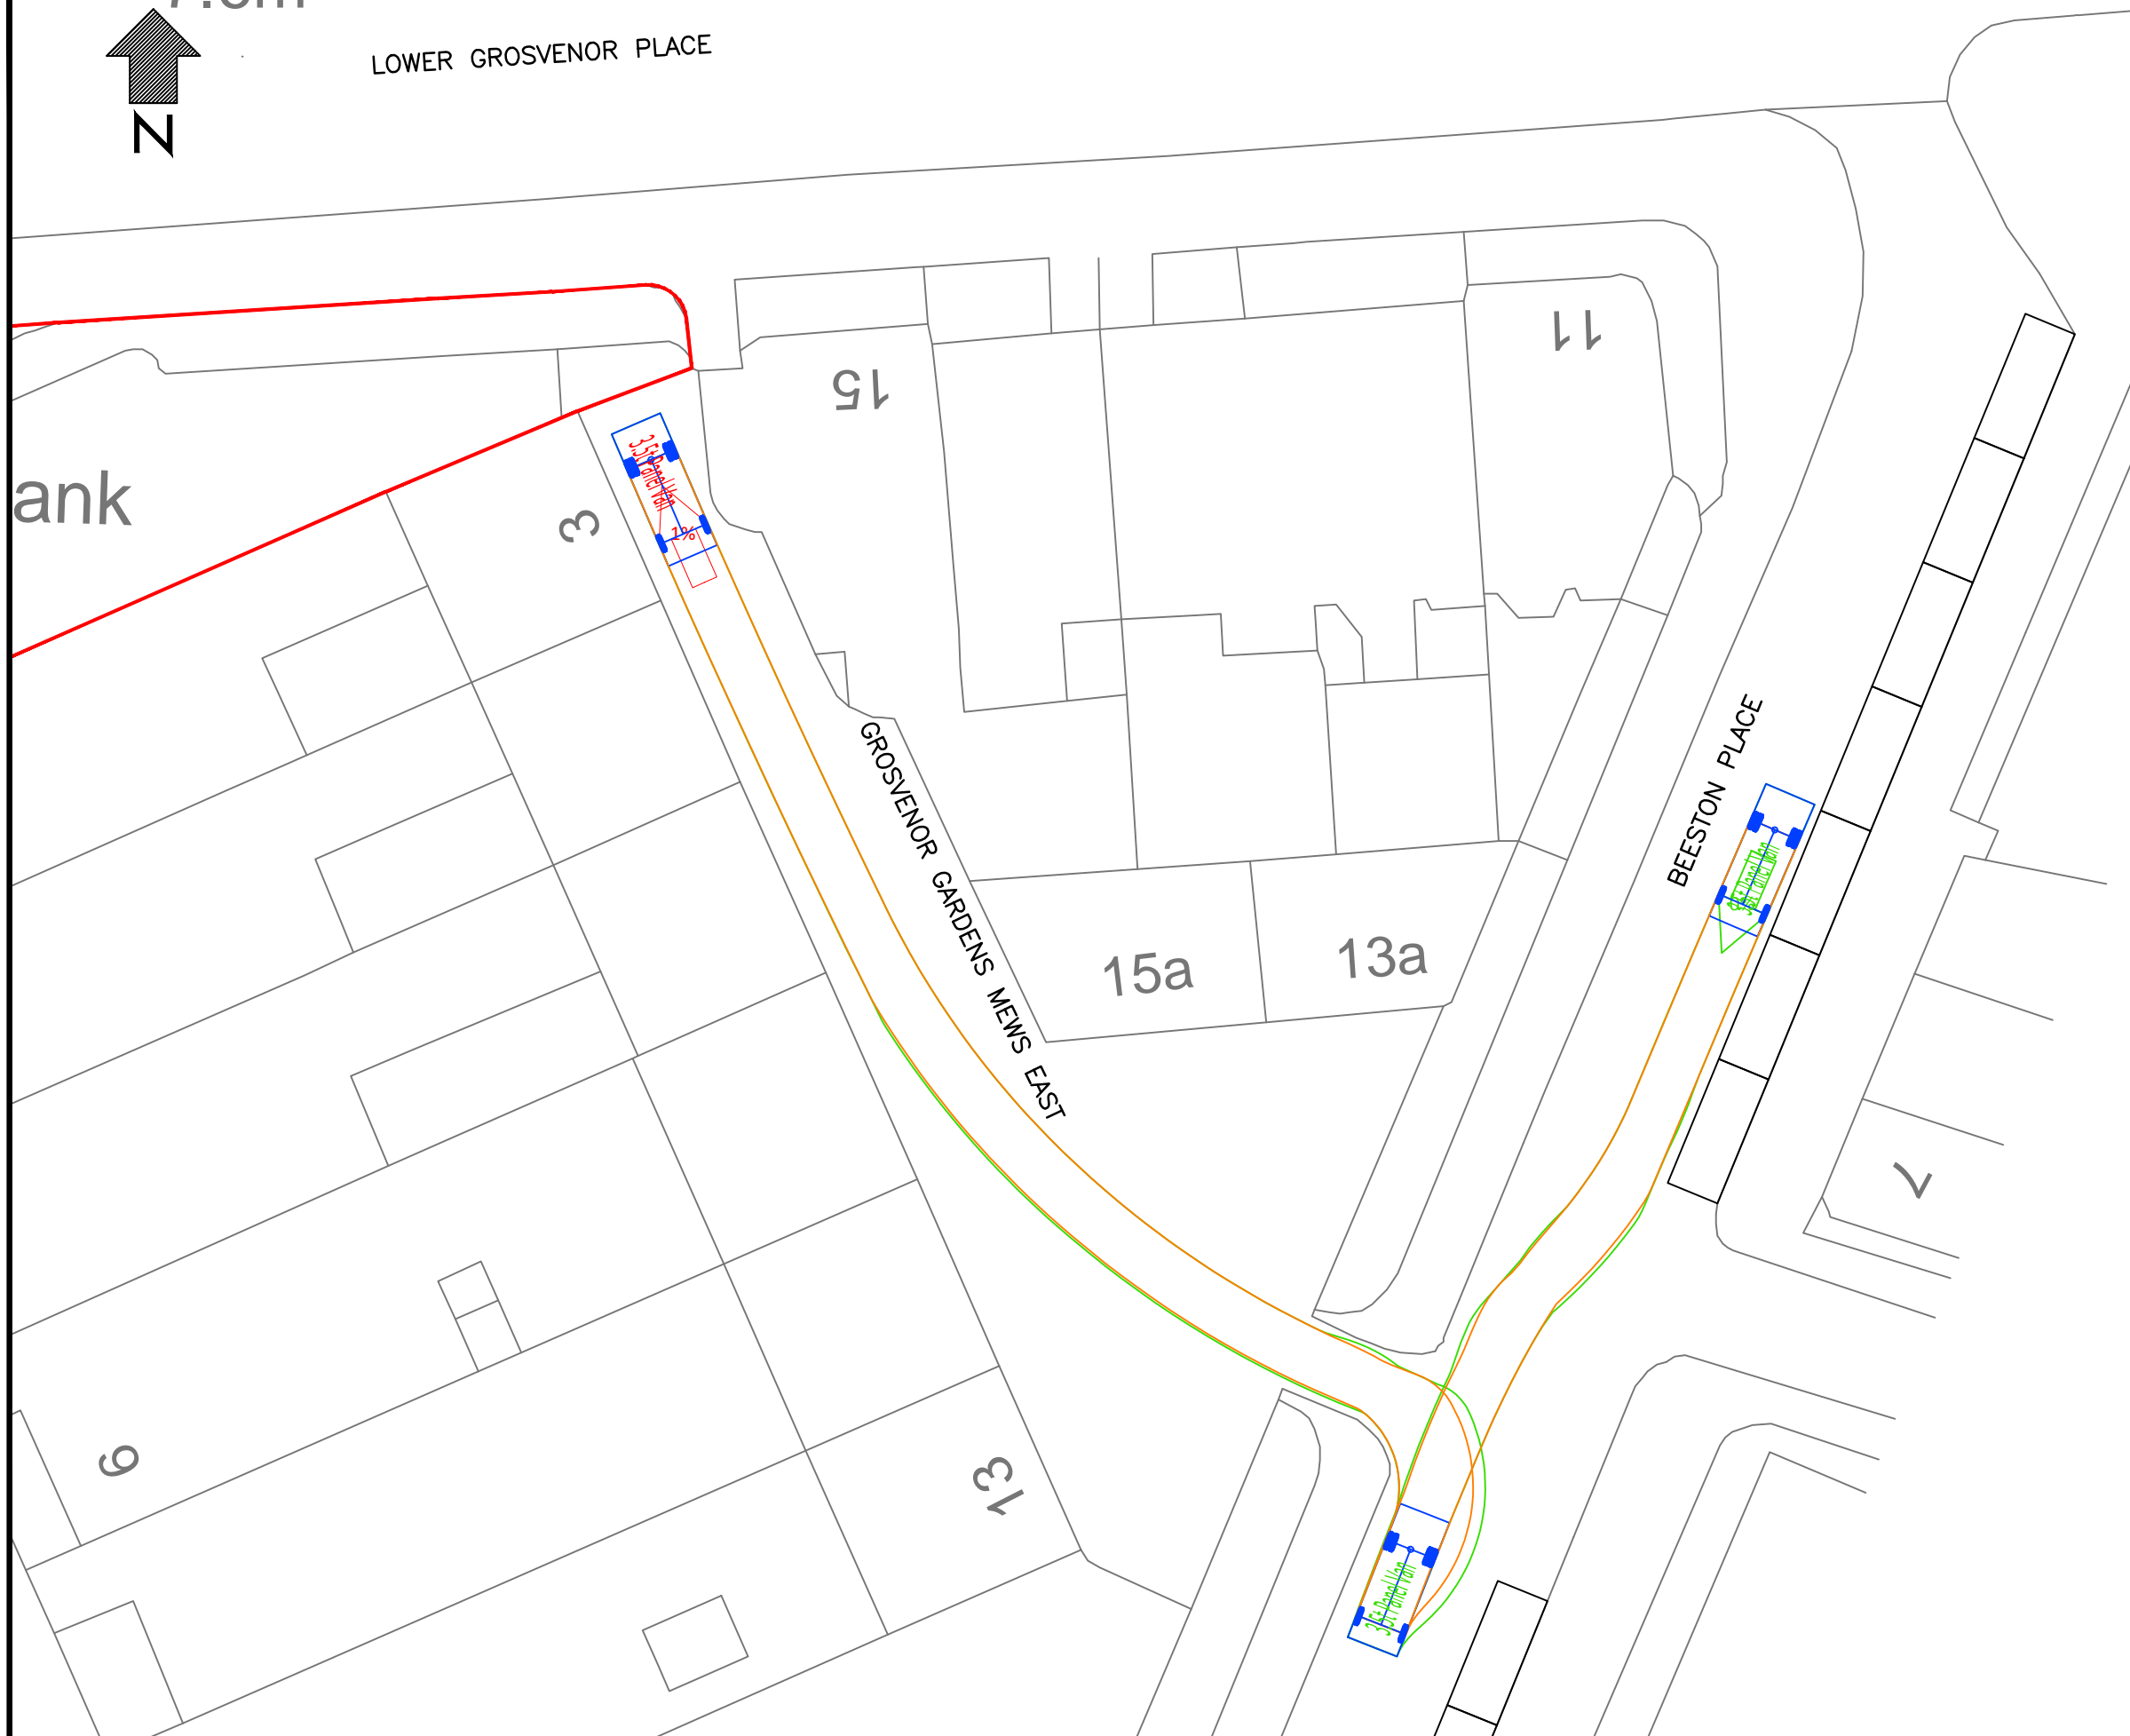 LOWER GROSVENOR PLACE
N
11
15
ank
3
3.5t Panel Van
1%
GROSVENOR GARDENS MEWS EAST
BEESTON PLACE
3.5t Panel Van
15a
13a
7
9
13
3.5t Panel Van